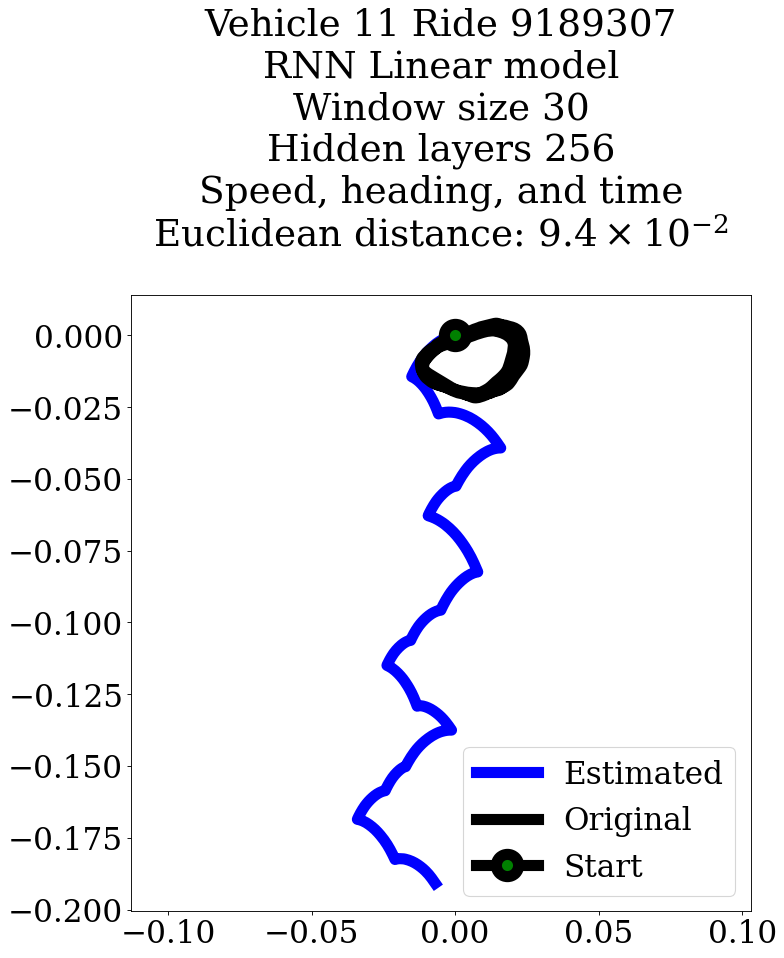 Vehicle 11 Ride 9189307
RNN Linear model
Window size 30
Hidden layers 256
Speed, heading, and time
Euclidean distance: 9.4 × 10⁻²
0.000
−0.025
−0.050
−0.075
−0.100
−0.125
−0.150
−0.175
−0.200
Estimated
Original
Start
−0.10 −0.05 0.00 0.05 0.10